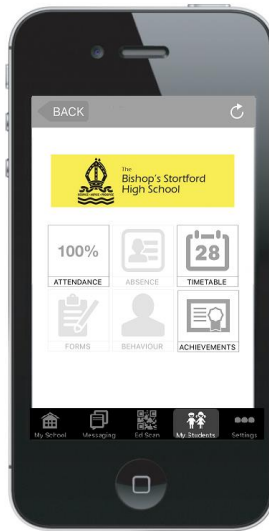 BACK
The
Bishop's Stortford
High School
100%
28
ATTENDANCE
ABSENCE
TIMETABLE
FORMS
BEHAVIOUR
ACHIEVEMENTS
My School
Messaging
Ed Scan
My Students
Settings